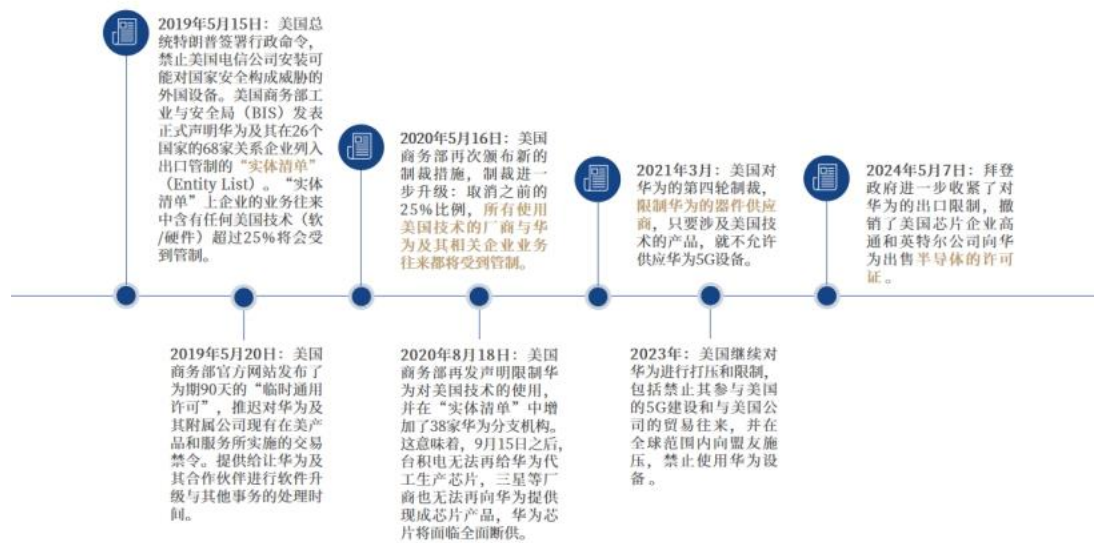 2019年5月15日：美国总
统特朗普签署行政命令，
禁止美国电信公司安装可
能对国家安全构成威胁的
外国设备。美国商务部工
业与安全局（BIS）发表
正式声明华为及其在26个
国家的68家关系企业列入
出口管制的“实体清单”
（Entity List）。“实体
清单”上企业的业务往来
中含有任何美国技术（软
/硬件）超过25%将会受
到管制。
2019年5月20日：美国
商务部官方网站发布了
为期90天的“临时通用
许可”，推迟对华为及
其附属公司现有在美产
品和服务所实施的交易
禁令。提供给让华为及
其合作伙伴进行软件升
级与其他事务的处理时
间。
2020年5月16日：美国
商务部再次颁布新的
制裁措施，制裁进一
步升级：取消之前的
25%比例，所有使用
美国技术的厂商与华
为及其相关企业业务
往来都将受到管制。
2020年8月18日：美国
商务部再发声明限制华
为对美国技术的使用，
并在“实体清单”中增
加了38家华为分支机构。
这意味着，9月15日之后，
台积电无法再给华为代
工生产芯片，三星等厂
商也无法再向华为提供
现成芯片产品，华为芯
片将面临全面断供。
2021年3月：美国对
华为的第四轮制裁，
限制华为的器件供应
商，只要涉及美国技
术的产品，就不允许
供应华为5G设备。
2023年：美国继续对
华为进行打压和限制，
包括禁止其参与美国
的5G建设和与美国公
司的贸易往来，并在
全球范围内向盟友施
压，禁止使用华为设
备。
2024年5月7日：拜登
政府进一步收紧了对
华为的出口限制，撤
销了美国芯片企业高
通和英特尔公司向华
为出售半导体的许可
证。